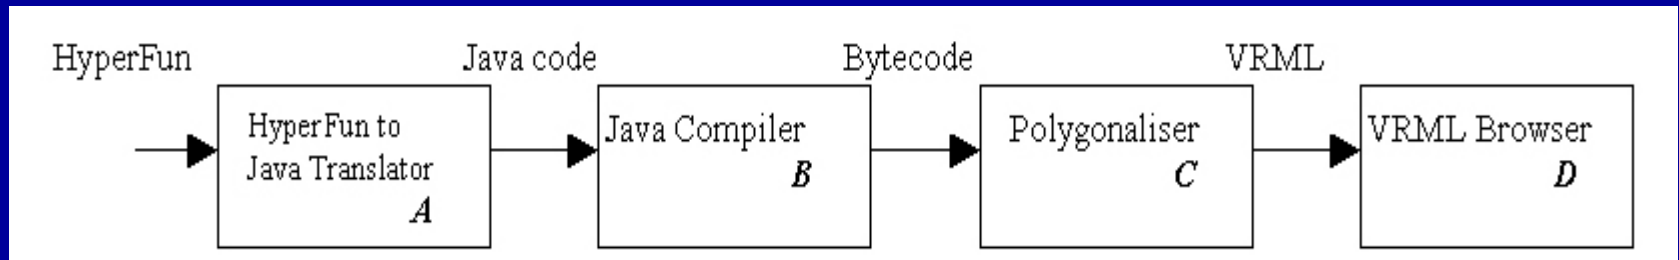 HyperFun
Java code
Bytecode
VRML
HyperFun to
Java Translator
A
Java Compiler
B
Polygonaliser
C
VRML Browser
D